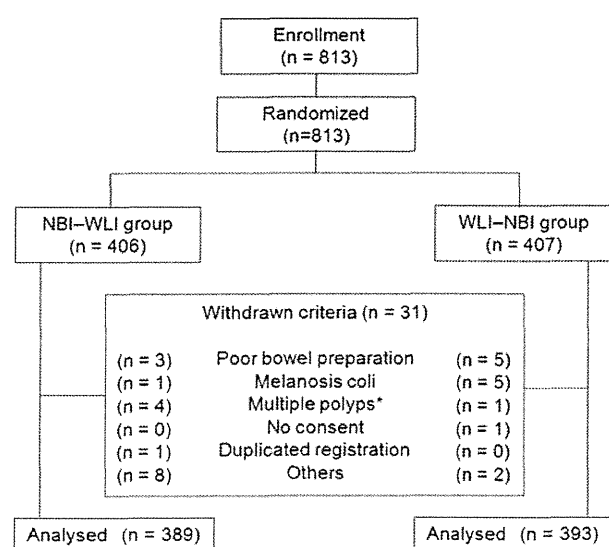 Enrollment
(n = 813)
Randomized
(n=813)
NBI–WLI group
(n = 406)
WLI–NBI group
(n = 407)
Withdrawn criteria (n = 31)
(n = 3) Poor bowel preparation (n = 5)
(n = 1) Melanosis coli (n = 5)
(n = 4) Multiple polyps* (n = 1)
(n = 0) No consent (n = 1)
(n = 1) Duplicated registration (n = 0)
(n = 8) Others (n = 2)
Analysed (n = 389)
Analysed (n = 393)